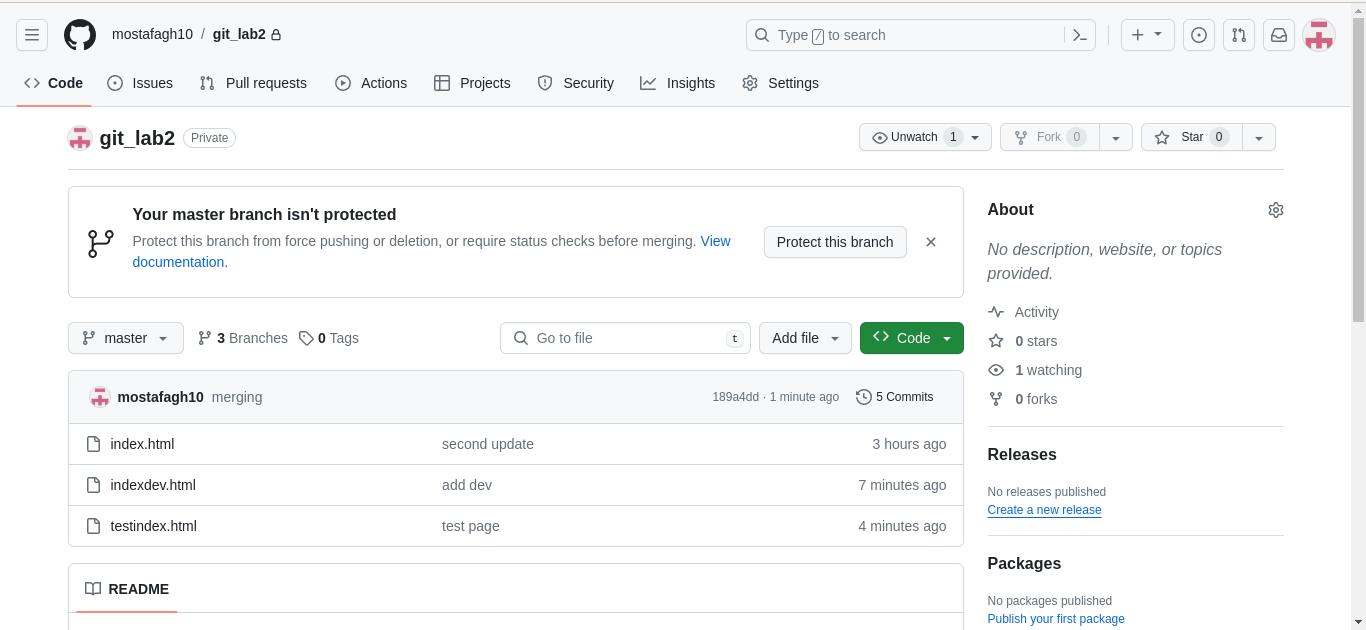 mostafagh10 / git_lab2
Type / to search
Code Issues Pull requests Actions Projects Security Insights Settings
git_lab2 Private
Unwatch 1 Fork 0 Star 0
Your master branch isn't protected
Protect this branch from force pushing or deletion, or require status checks before merging. View
documentation.
Protect this branch
master 3 Branches 0 Tags Go to file t Add file Code
mostafagh10 merging 189a4dd · 1 minute ago 5 Commits
index.html second update 3 hours ago
indexdev.html add dev 7 minutes ago
testindex.html test page 4 minutes ago
README
About
No description, website, or topics
provided.
Activity
0 stars
1 watching
0 forks
Releases
No releases published
Create a new release
Packages
No packages published
Publish your first package